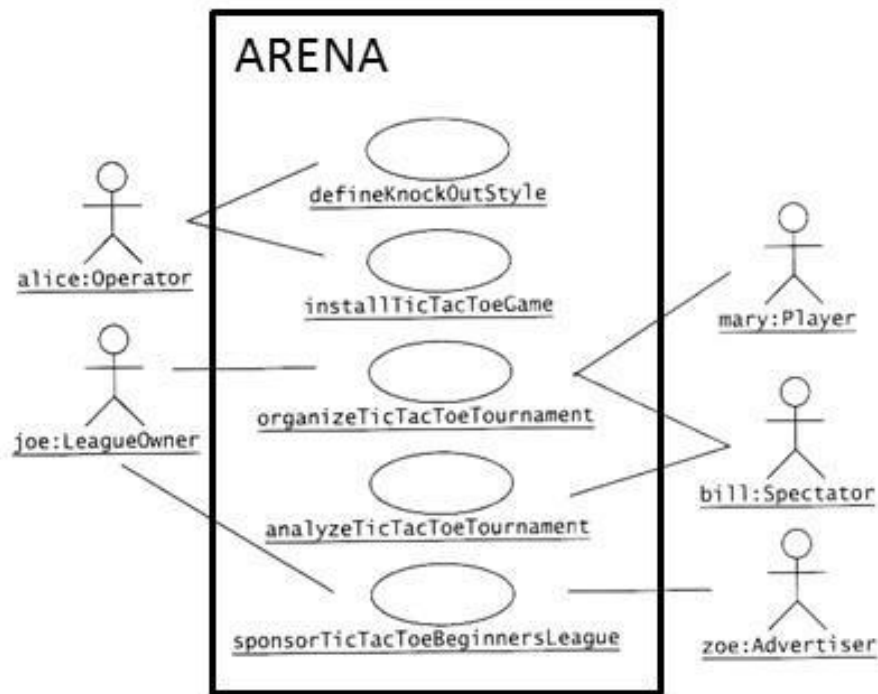 ARENA
defineKnockOutStyle
alice:Operator
installTicTacToeGame
mary:Player
organizeTicTacToeTournament
joe:LeagueOwner
bill:Spectator
analyzeTicTacToeTournament
sponsorTicTacToeBeginnersLeague
zoe:Advertiser